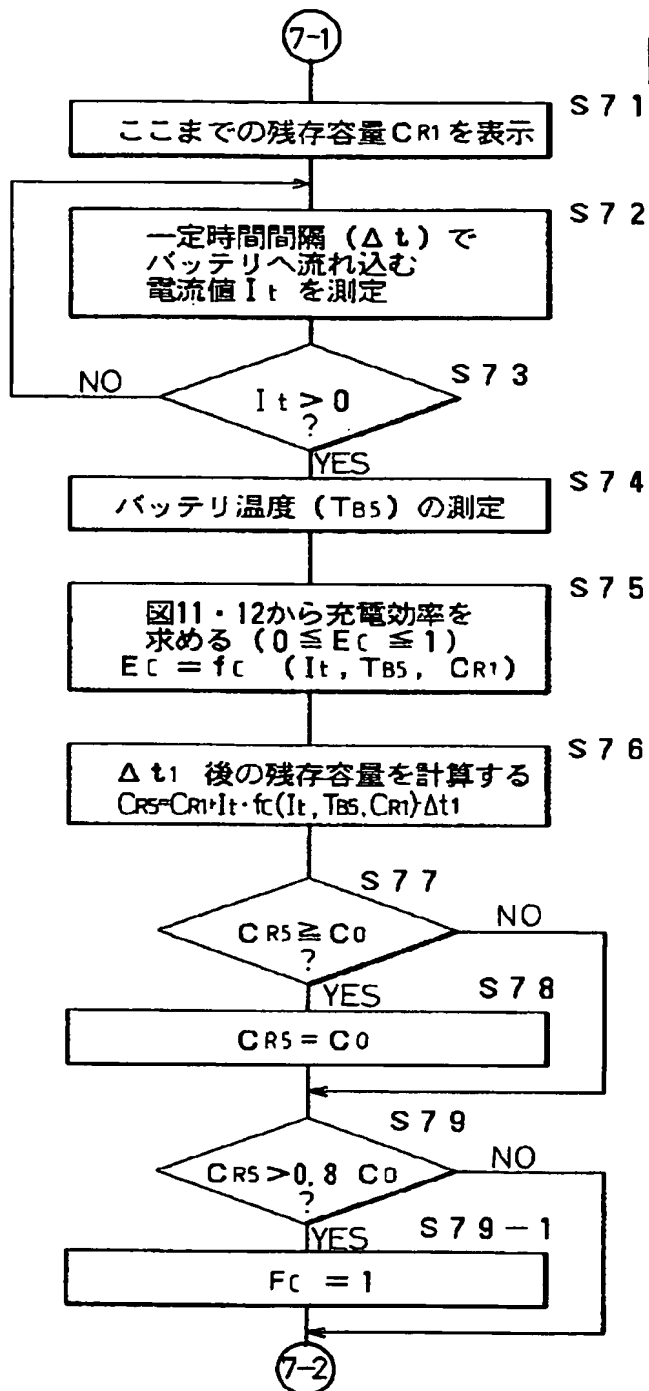 7-1
S71
ここまでの残存容量CR1を表示
S72
一定時間間隔（Δt）で
バッテリへ流れ込む
電流値It を測定
S73
NO
It＞0
?
YES
S74
バッテリ温度（TB5）の測定
S75
図11・12から充電効率を
求める（0≦EC≦1）
EC＝fC （It, TB5, CR1）
S76
Δt1 後の残存容量を計算する
CR5=CR1+It・fC(It,TB5,CR1)・Δt1
S77
CR5≧C0
NO
?
YES
S78
CR5＝C0
S79
CR5＞0.8 C0
NO
?
YES
S79-1
FC ＝1
7-2